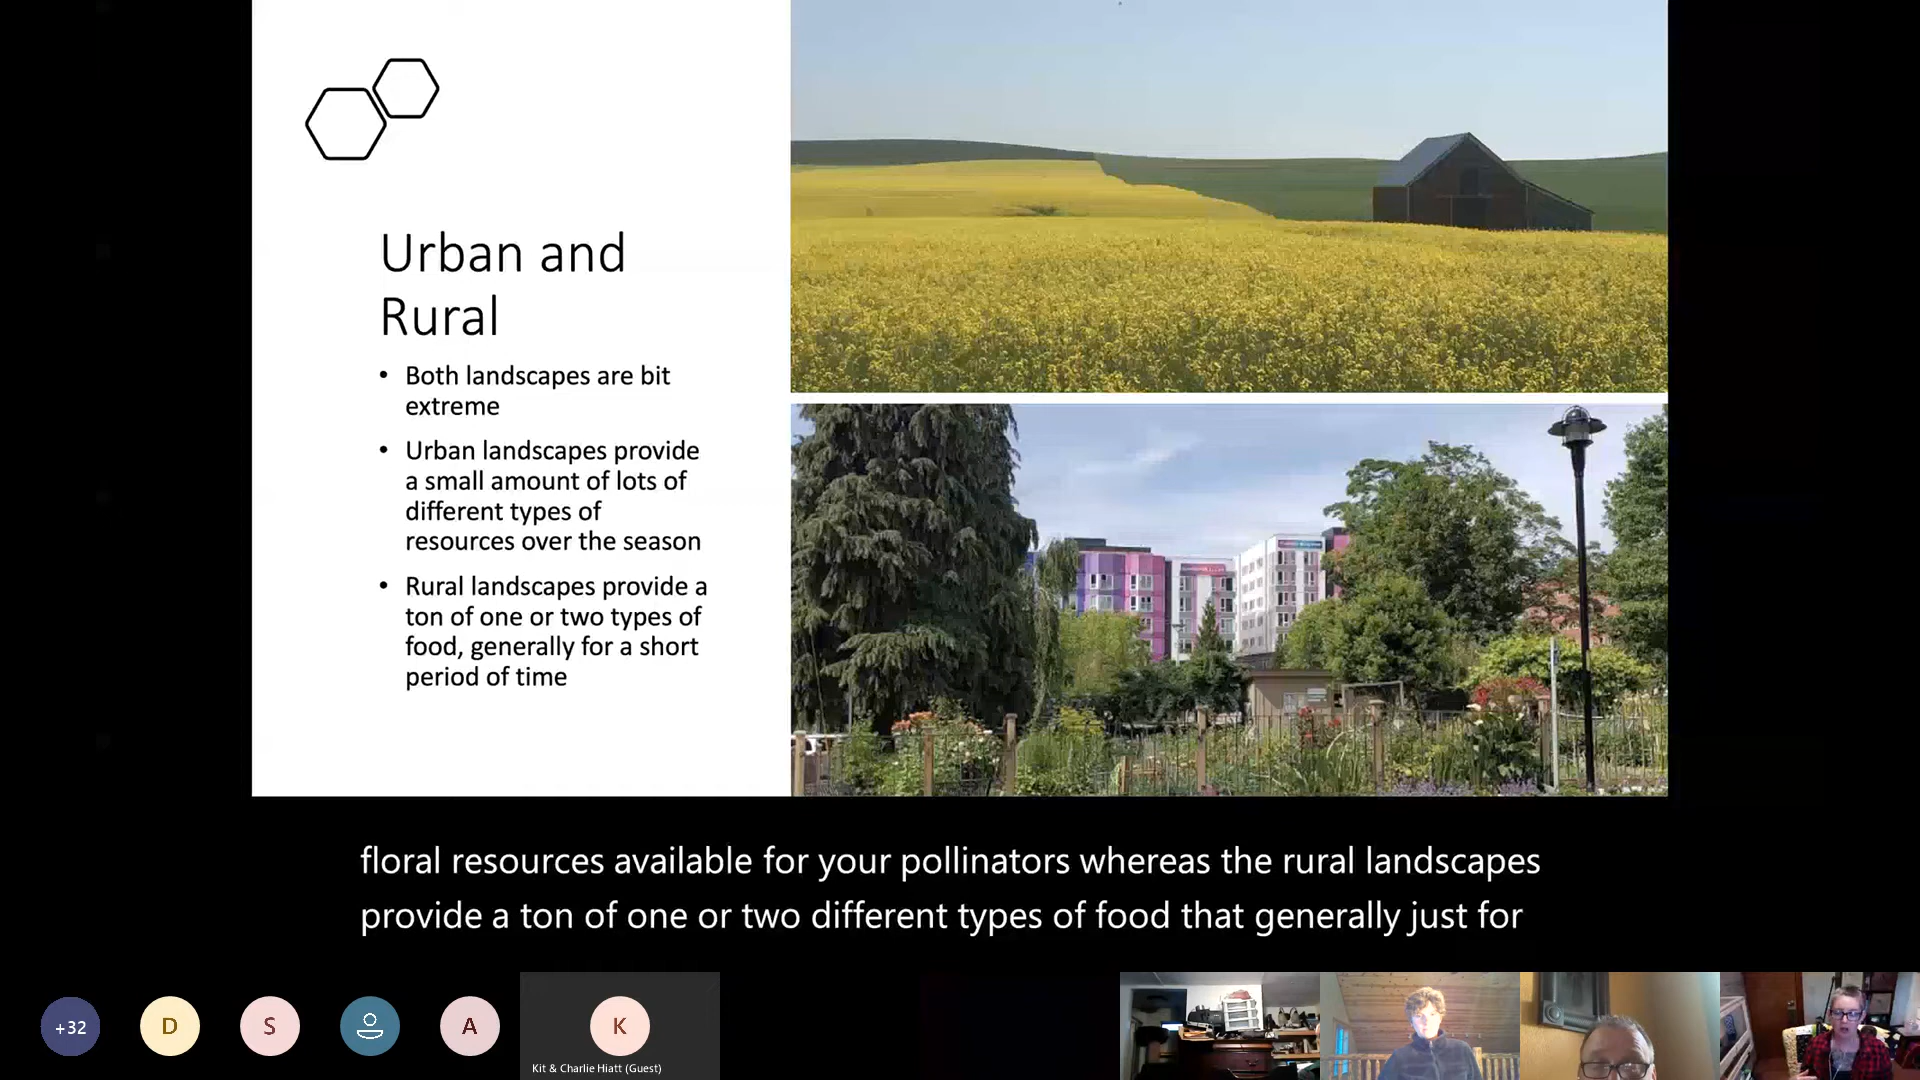 Urban and
Rural
• Both landscapes are bit
extreme
• Urban landscapes provide
a small amount of lots of
different types of
resources over the season
• Rural landscapes provide a
ton of one or two types of
food, generally for a short
period of time
floral resources available for your pollinators whereas the rural landscapes
provide a ton of one or two different types of food that generally just for
+32
D
S
A
K
Kit & Charlie Hiatt (Guest)